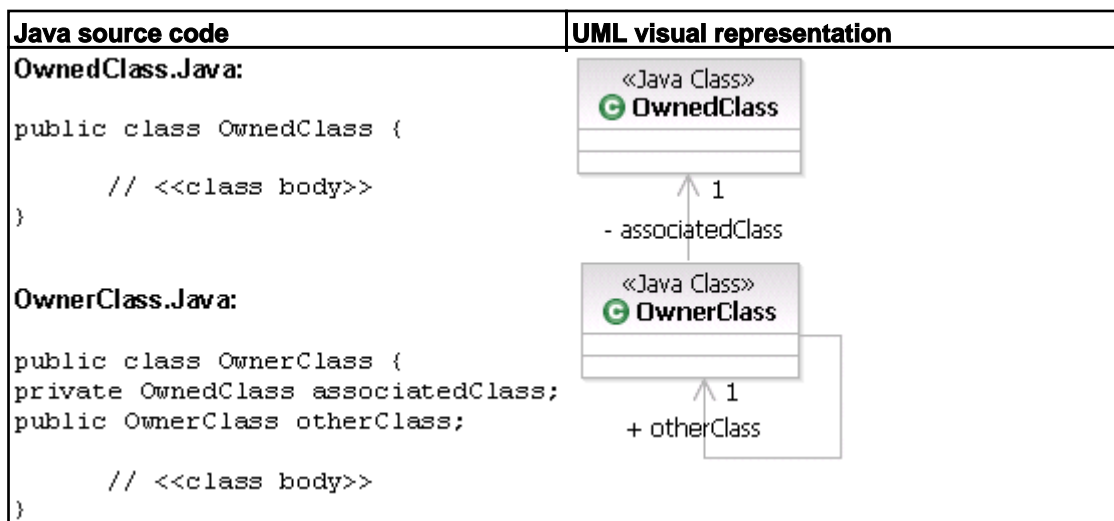 Java source code
UML visual representation
OwnedClass.Java:
public class OwnedClass {
// <<class body>>
}
OwnerClass.Java:
public class OwnerClass {
private OwnedClass associatedClass;
public OwnerClass otherClass;
// <<class body>>
}
«Java Class»
C OwnedClass
1
- associatedClass
«Java Class»
C OwnerClass
1
+ otherClass